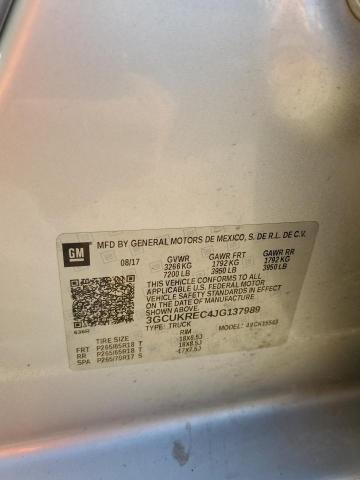 GM
MFD BY GENERAL MOTORS DE MEXICO, S. DE R.L. DE C.V.
08/17 GVWR GAWR FRT GAWR RR
3266 KG 1792 KG 1792 KG
7200 LB 3950 LB 3950 LB
THIS VEHICLE CONFORMS TO ALL APPLICABLE
U.S. FEDERAL MOTOR VEHICLE SAFETY
STANDARDS IN EFFECT ON THE
DATE OF MANUFACTURE
SHOWN ABOVE.
3GCUKREC4JG137989
TYPE: TRUCK MODEL:
TIRE SIZE RIM
FRT P265/65R18 T 18X8.5J
RR P265/65R18 T 18X8.5J
SPA P265/70R17 S 17X7.5J